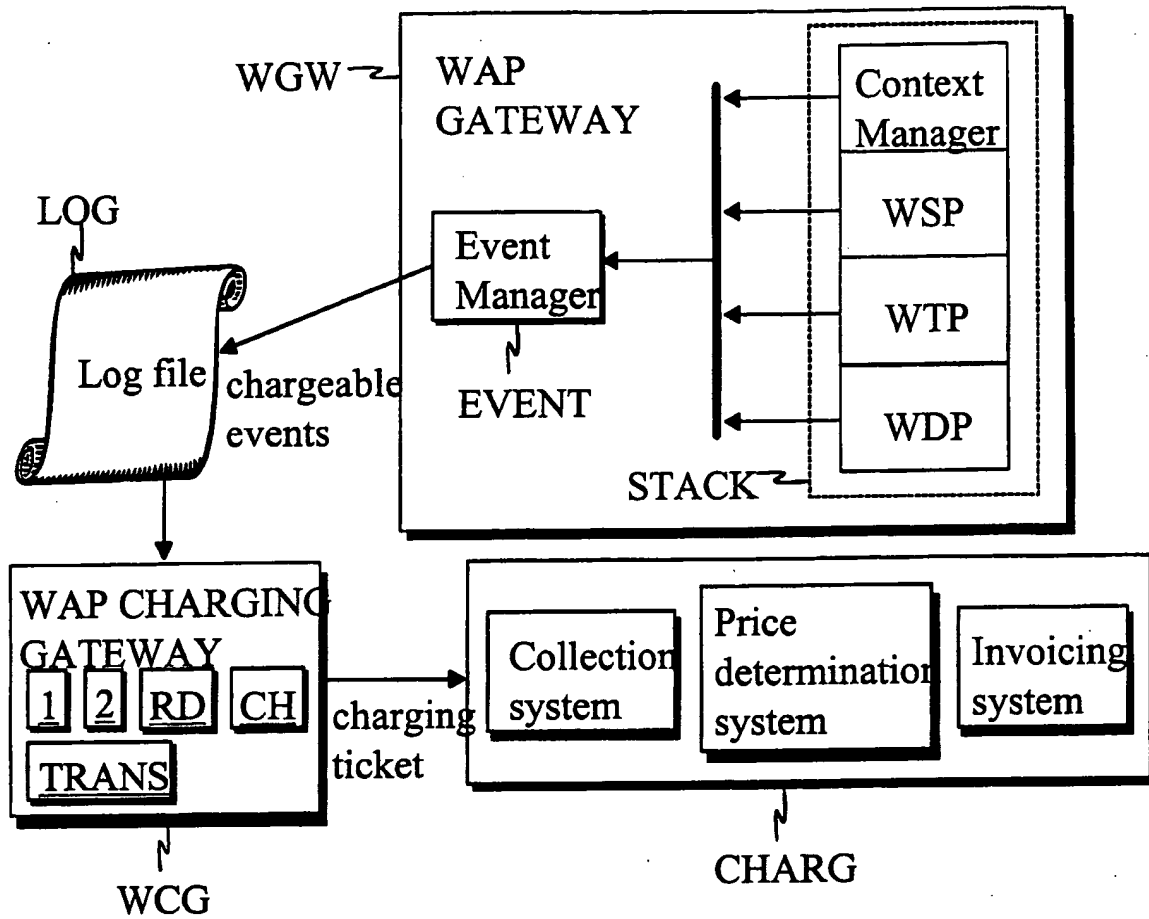 WGW
WAP
GATEWAY
Context
Manager
WSP
WTP
WDP
Event
Manager
EVENT
STACK
LOG
Log file
chargeable
events
WAP CHARGING
GATEWAY
1 2 RD CH
TRANS
WCG
charging
ticket
Collection
system
Price
determination
system
Invoicing
system
CHARG